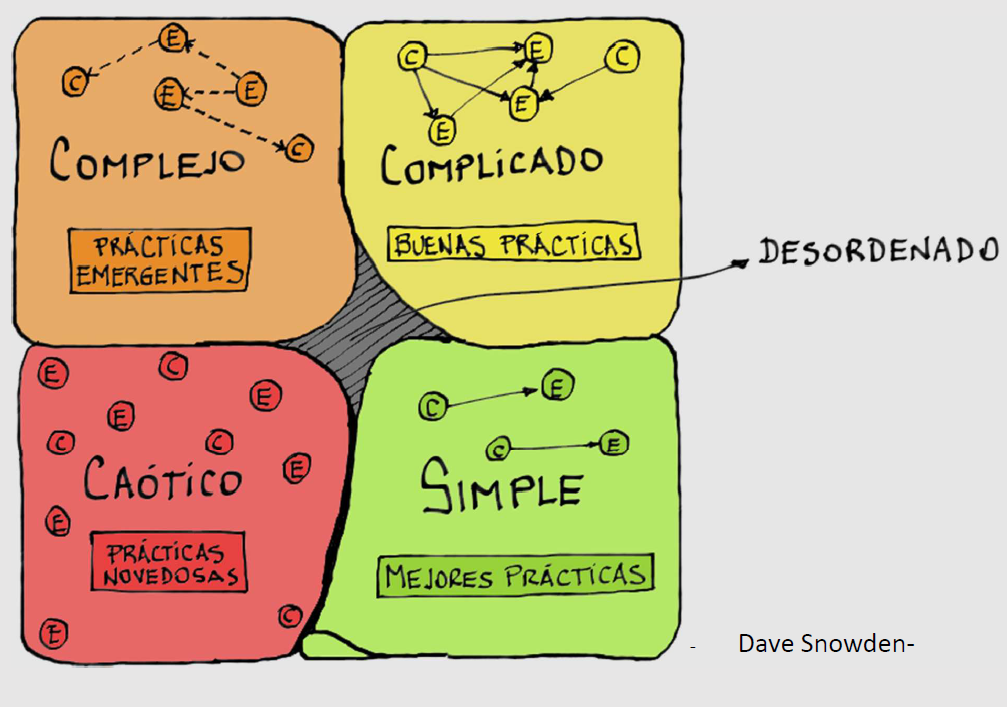 E
C
E
E
C
COMPLEJO
PRÁCTICAS
EMERGENTES
C
E
C
E
E
COMPLICADO
BUENAS PRÁCTICAS
DESORDENADO
E
C
E
E
C
C
E
E
E
C
CAÓTICO
PRÁCTICAS
NOVEDOSAS
E
C
C
E
C
E
SIMPLE
MEJORES PRÁCTICAS
- Dave Snowden-